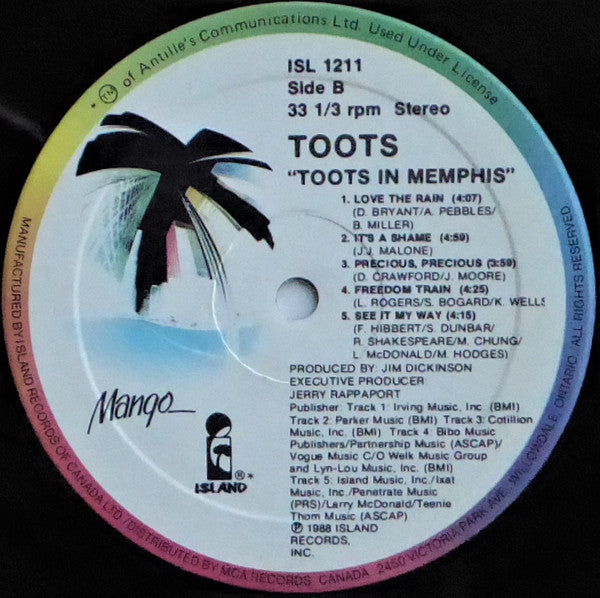 * ™ of Antille's Communications Ltd. Used Under License
ISL 1211
Side B
33 1/3 rpm Stereo
TOOTS
"TOOTS IN MEMPHIS"
1. LOVE THE RAIN (4:07)
(D. BRYANT/A. PEBBLES/
B. MILLER)
2. IT'S A SHAME (4:59)
(J.J. MALONE)
3. PRECIOUS, PRECIOUS (3:59)
(D. CRAWFORD/J. MOORE)
4. FREEDOM TRAIN (4:25)
(L. ROGERS/S. BOGARD/K. WELLS
5. SEE IT MY WAY (4:15)
(F. HIBBERT/S. DUNBAR/
R. SHAKESPEARE/M. CHUNG/
L. McDONALD/M. HODGES)
PRODUCED BY: JIM DICKINSON
EXECUTIVE PRODUCER
JERRY RAPPAPORT
Publisher: Track 1: Irving Music, Inc. (BMI)
Track 2: Parker Music (BMI) Track 3: Cotillion
Music, Inc. (BMI) Track 4: Bibo Music
Publishers/Partnership Music (ASCAP)/
Vogue Music C/O Welk Music Group
and Lyn-Lou Music, Inc. (BMI)
Track 5: Island Music, Inc./Ixat
Music, Inc./Penetrate Music
(PRS)/Larry McDonald/Teenie
Thom Music (ASCAP)
℗ 1988 ISLAND
RECORDS,
INC.
Mango
ISLAND ®*
MANUFACTURED BY ISLAND RECORDS OF CANADA LTD./DISTRIBUTED BY MCA RECORDS CANADA 2450 VICTORIA PARK AVE. WILLOWDALE, ONTARIO. ALL RIGHTS RESERVED.